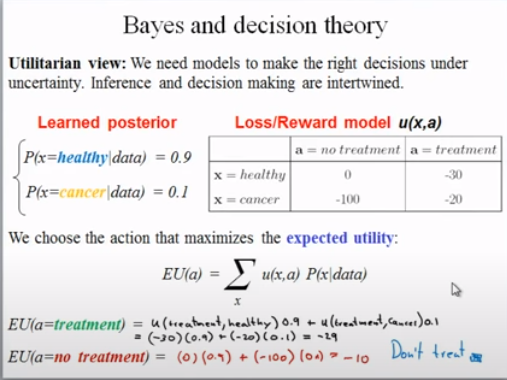 Bayes and decision theory
Utilitarian view: We need models to make the right decisions under
uncertainty. Inference and decision making are intertwined.
Learned posterior
P(x=healthy|data) = 0.9
P(x=cancer|data) = 0.1
Loss/Reward model u(x,a)
a = no treatment a = treatment
x = healthy 0 -30
x = cancer -100 -20
We choose the action that maximizes the expected utility:
EU(a) = ∑ u(x,a) P(x|data)
x
EU(a=treatment) = u(treatment, healthy) 0.9 + u(treatment, cancer) 0.1
= (-30)(0.9) + (-20)(0.1) = -29
EU(a=no treatment) = (0)(0.9) + (-100)(0.1) = -10 Don't treat